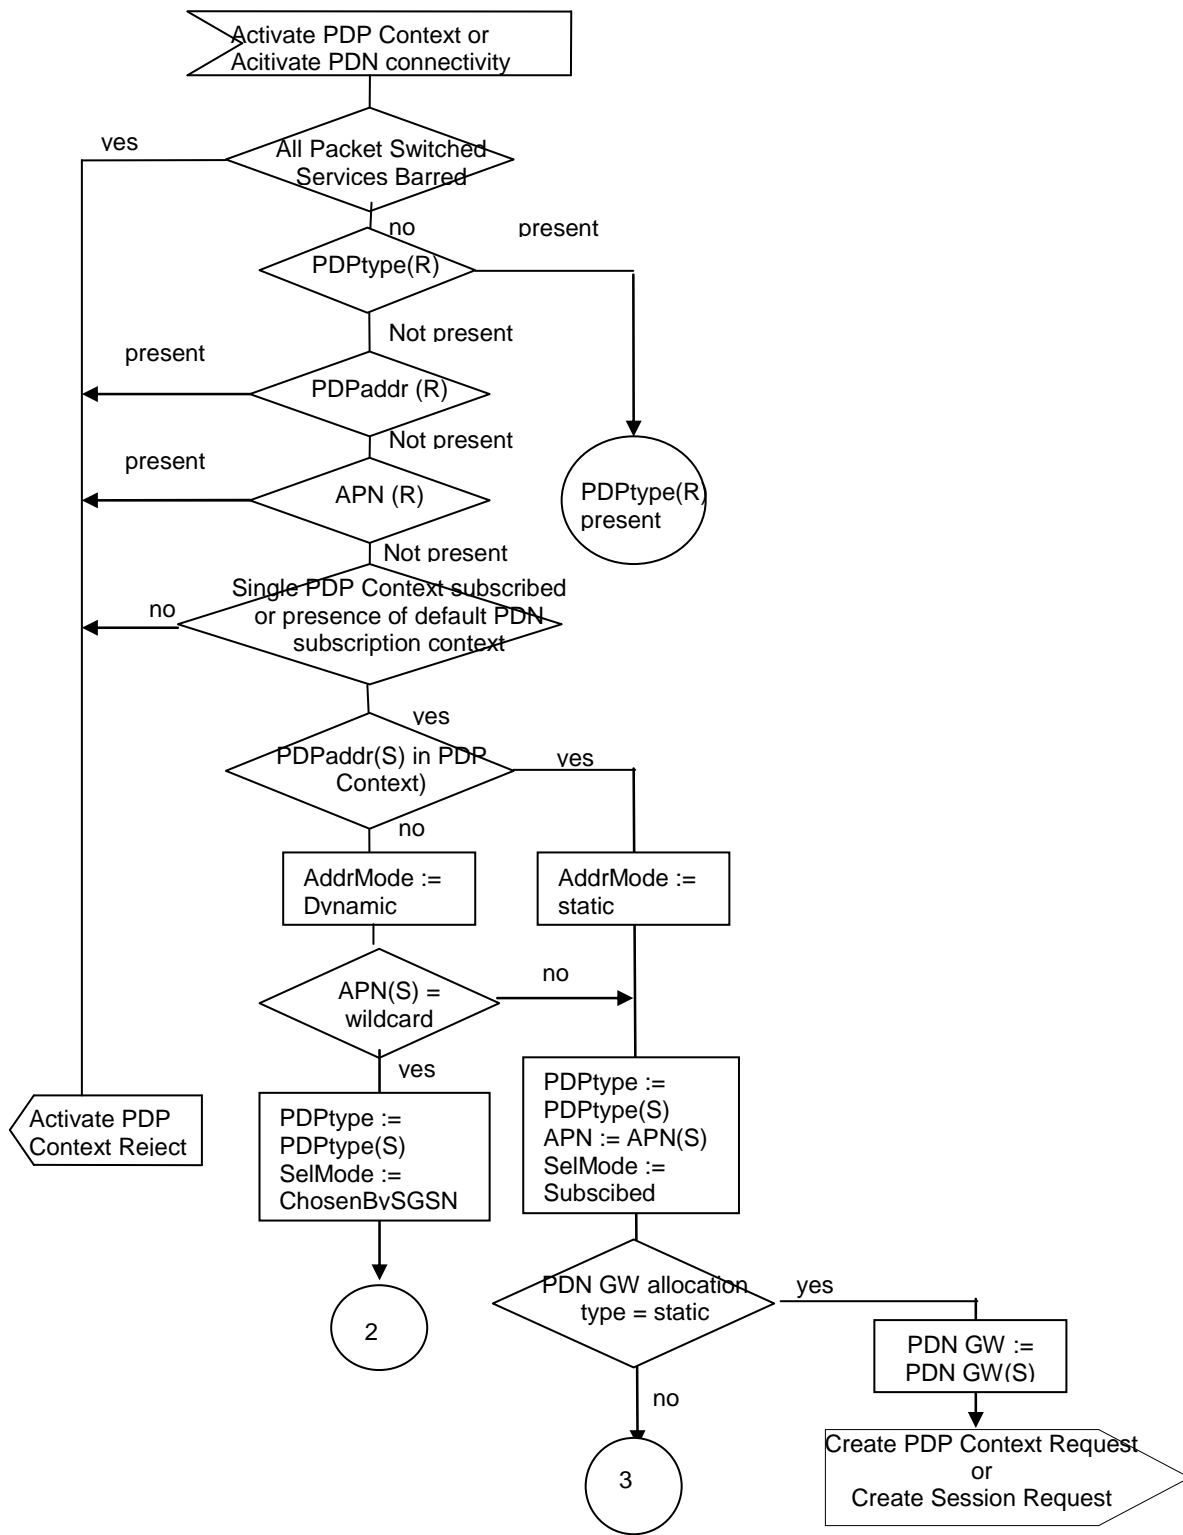 Activate PDP Context or
Acitivate PDN connectivity
yes
All Packet Switched
Services Barred
no
present
PDPtype(R)
Not present
present
PDPaddr (R)
Not present
present
APN (R)
PDPtype(R)
present
Not present
Single PDP Context subscribed
or presence of default PDN
subscription context
no
yes
PDPaddr(S) in PDP
Context)
yes
no
AddrMode :=
Dynamic
AddrMode :=
static
no
APN(S) =
wildcard
yes
PDPtype :=
PDPtype(S)
APN := APN(S)
SelMode :=
Subscibed
Activate PDP
Context Reject
PDPtype :=
PDPtype(S)
SelMode :=
ChosenBySGSN
PDN GW allocation
type = static
yes
2
PDN GW :=
PDN GW(S)
no
Create PDP Context Request
or
Create Session Request
3